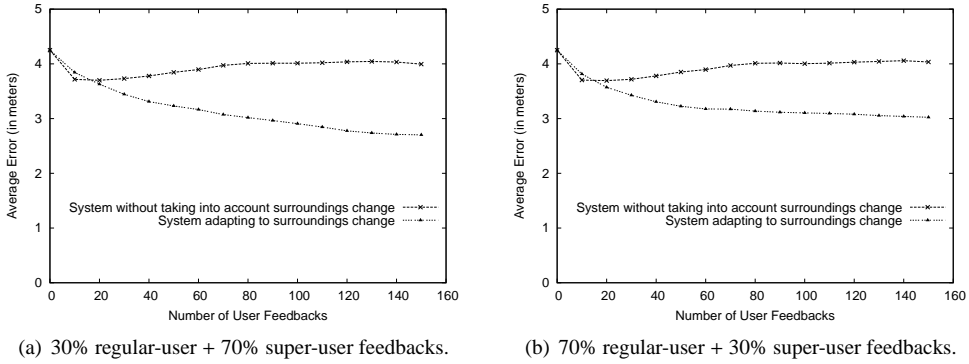 5
4
3
2
1
0
Average Error (in meters)
System without taking into account surroundings change
System adapting to surroundings change
0 20 40 60 80 100 120 140 160
Number of User Feedbacks
(a) 30% regular-user + 70% super-user feedbacks.
5
4
3
2
1
0
Average Error (in meters)
System without taking into account surroundings change
System adapting to surroundings change
0 20 40 60 80 100 120 140 160
Number of User Feedbacks
(b) 70% regular-user + 30% super-user feedbacks.